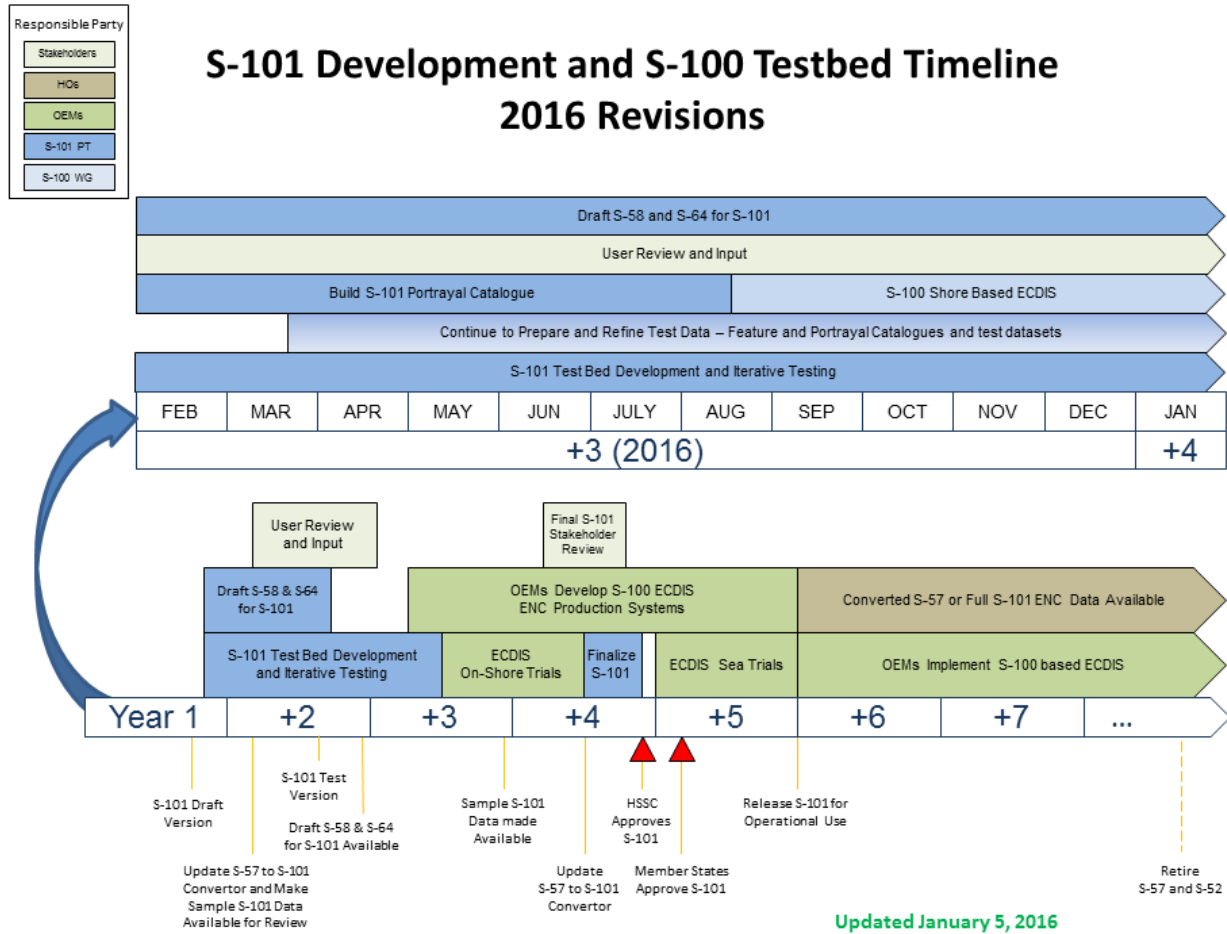 Responsible Party
Stakeholders
HOs
OEMs
S-101 PT
S-100 WG
S-101 Development and S-100 Testbed Timeline
2016 Revisions
Draft S-58 and S-64 for S-101
User Review and Input
Build S-101 Portrayal Catalogue
S-100 Shore Based ECDIS
Continue to Prepare and Refine Test Data – Feature and Portrayal Catalogues and test datasets
S-101 Test Bed Development and Iterative Testing
FEB MAR APR MAY JUN JULY AUG SEP OCT NOV DEC JAN
+3 (2016) +4
User Review
and Input
Final S-101
Stakeholder
Review
Draft S-58 & S-64
for S-101
OEMs Develop S-100 ECDIS
ENC Production Systems
Converted S-57 or Full S-101 ENC Data Available
S-101 Test Bed Development
and Iterative Testing
ECDIS
On-Shore Trials
Finalize
S-101
ECDIS Sea Trials
OEMs Implement S-100 based ECDIS
Year 1 +2 +3 +4 +5 +6 +7 ...
S-101 Draft
Version
Update S-57 to S-101
Convertor and Make
Sample S-101 Data
Available for Review
S-101 Test
Version
Draft S-58 & S-64
for S-101 Available
Sample S-101
Data made
Available
Update
S-57 to S-101
Convertor
HSSC
Approves
S-101
Member States
Approve S-101
Release S-101 for
Operational Use
Retire
S-57 and S-52
Updated January 5, 2016